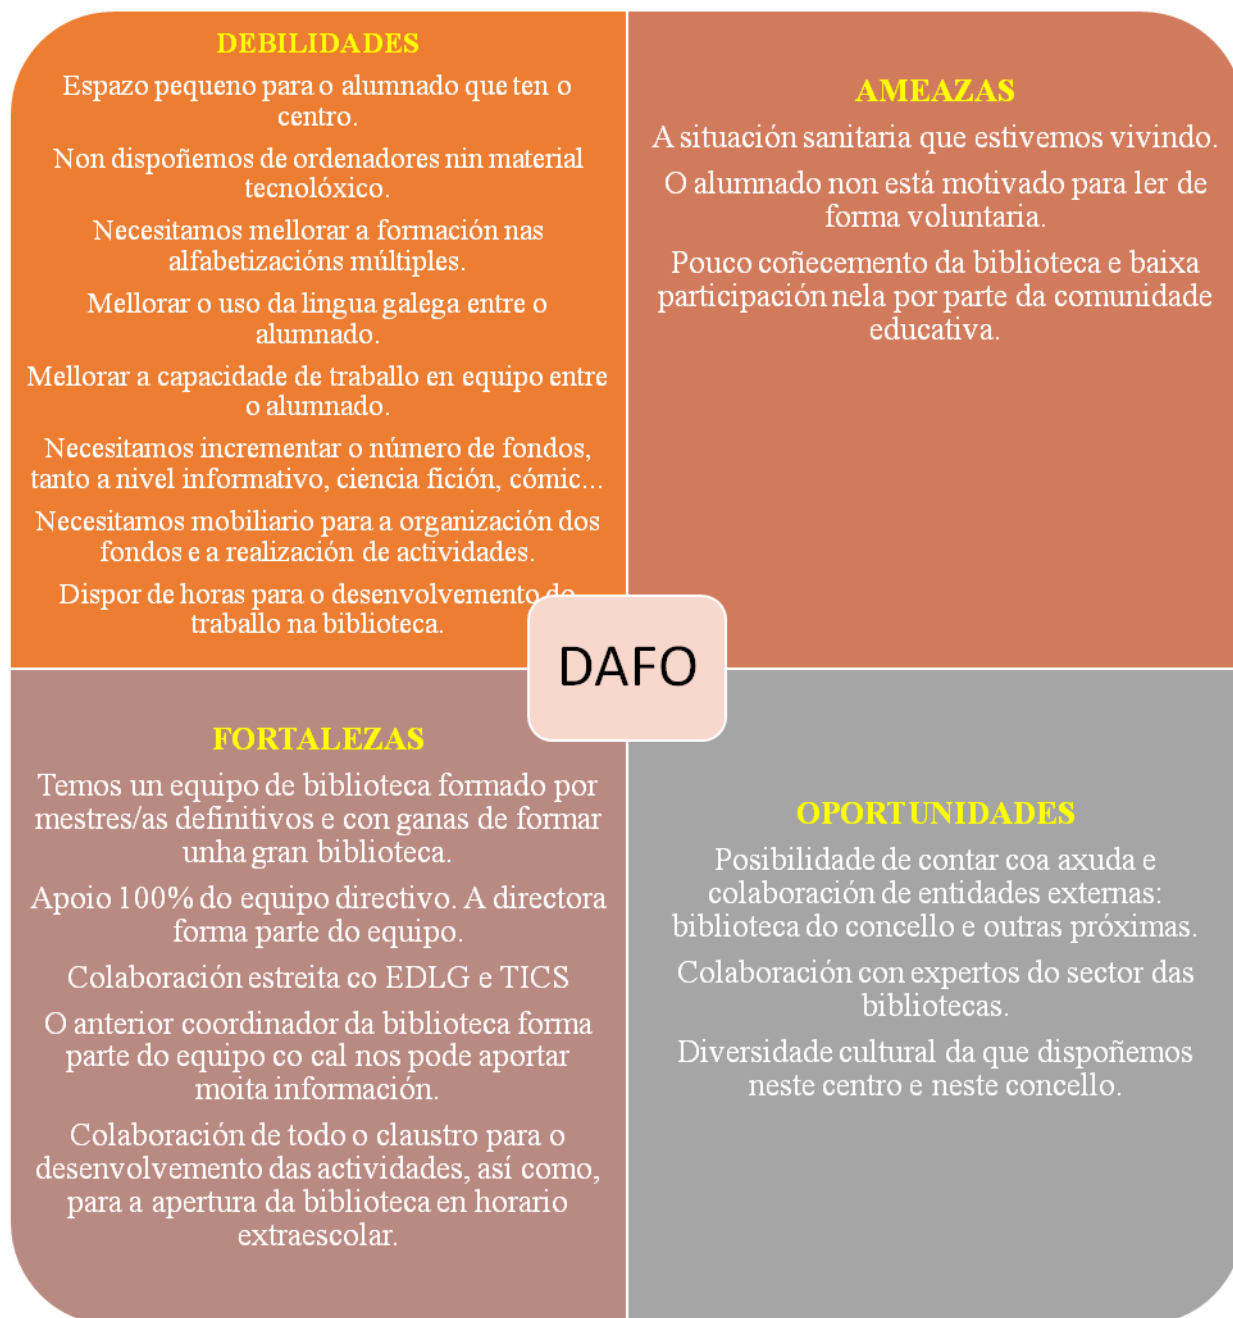 DEBILIDADES
Espazo pequeno para o alumnado que ten o
centro.
Non dispoñemos de ordenadores nin material
tecnolóxico.
Necesitamos mellorar a formación nas
alfabetizacións múltiples.
Mellorar o uso da lingua galega entre o
alumnado.
Mellorar a capacidade de traballo en equipo entre
o alumnado.
Necesitamos incrementar o número de fondos,
tanto a nivel informativo, ciencia fición, cómic...
Necesitamos mobiliario para a organización dos
fondos e a realización de actividades.
Dispor de horas para o desenvolvemento do
traballo na biblioteca.
AMEAZAS
A situación sanitaria que estivemos vivindo.
O alumnado non está motivado para ler de
forma voluntaria.
Pouco coñecemento da biblioteca e baixa
participación nela por parte da comunidade
educativa.
DAFO
FORTALEZAS
Temos un equipo de biblioteca formado por
mestres/as definitivos e con ganas de formar
unha gran biblioteca.
Apoio 100% do equipo directivo. A directora
forma parte do equipo.
Colaboración estreita co EDLG e TICS
O anterior coordinador da biblioteca forma
parte do equipo co cal nos pode aportar
moita información.
Colaboración de todo o claustro para o
desenvolvemento das actividades, así como,
para a apertura da biblioteca en horario
extraescolar.
OPORTUNIDADES
Posibilidade de contar coa axuda e
colaboración de entidades externas:
biblioteca do concello e outras próximas.
Colaboración con expertos do sector das
bibliotecas.
Diversidade cultural da que dispoñemos
neste centro e neste concello.